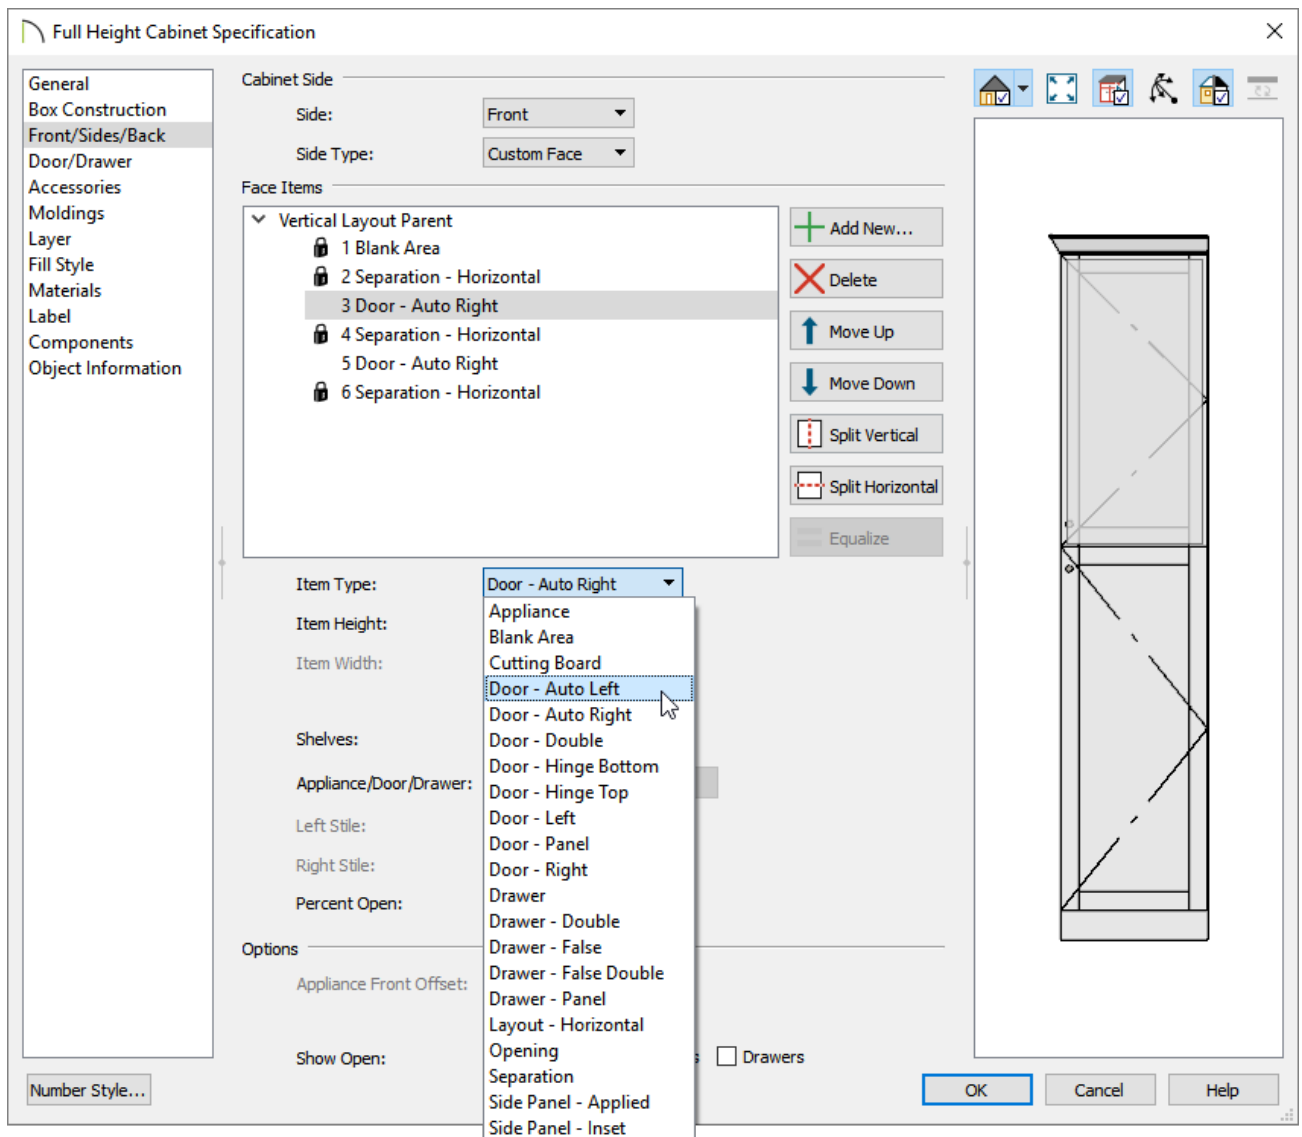 Full Height Cabinet Specification
General
Box Construction
Front/Sides/Back
Door/Drawer
Accessories
Moldings
Layer
Fill Style
Materials
Label
Components
Object Information
Number Style...
Cabinet Side
Side: Front
Side Type: Custom Face
Face Items
Vertical Layout Parent
1 Blank Area
2 Separation - Horizontal
3 Door - Auto Right
4 Separation - Horizontal
5 Door - Auto Right
6 Separation - Horizontal
Add New...
Delete
Move Up
Move Down
Split Vertical
Split Horizontal
Equalize
Item Type: Door - Auto Right
Item Height:
Item Width:
Shelves:
Appliance/Door/Drawer:
Left Stile:
Right Stile:
Percent Open:
Options
Appliance Front Offset:
Show Open:
Appliance
Blank Area
Cutting Board
Door - Auto Left
Door - Auto Right
Door - Double
Door - Hinge Bottom
Door - Hinge Top
Door - Left
Door - Panel
Door - Right
Drawer
Drawer - Double
Drawer - False
Drawer - False Double
Drawer - Panel
Layout - Horizontal
Opening
Separation
Side Panel - Applied
Side Panel - Inset
Drawers
OK
Cancel
Help